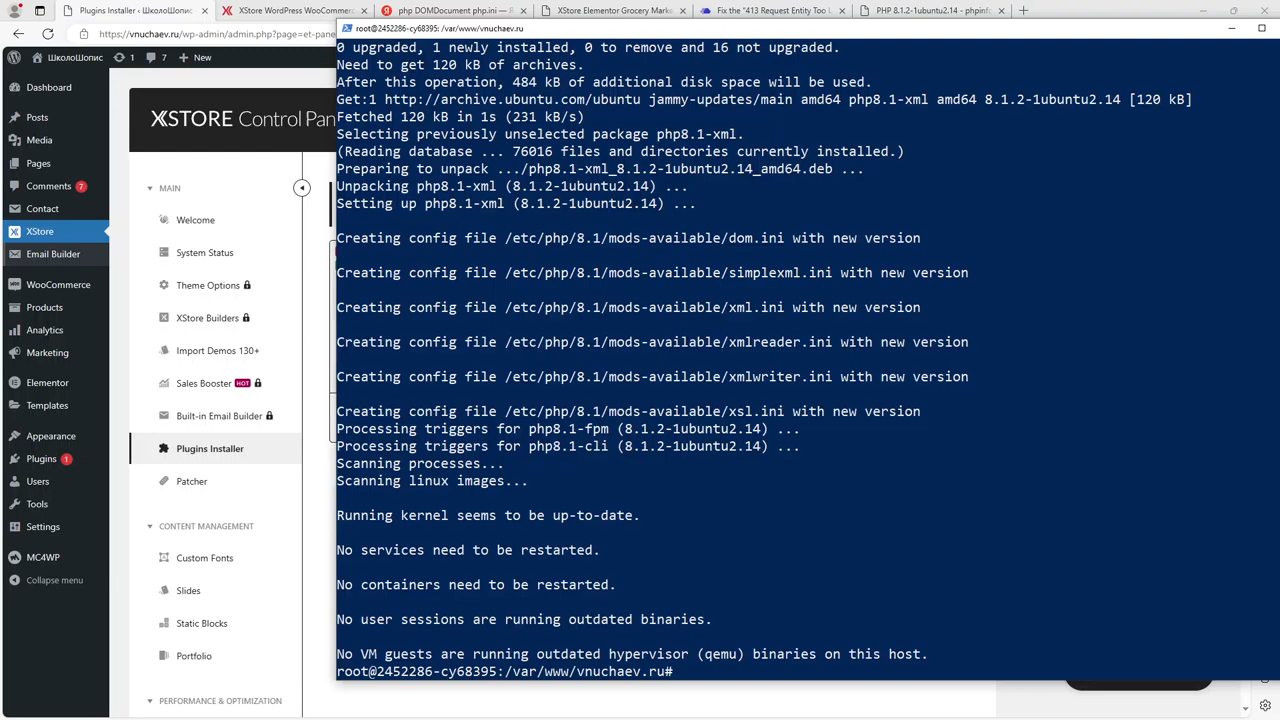 Plugins Installer ‹ ШколоШопис
XStore WordPress WooCommerc
php DOMDocument php.ini — Я
XStore Elementor Grocery Marke
Fix the "413 Request Entity Too L
PHP 8.1.2-1ubuntu2.14 - phpinfo
https://vnuchaev.ru/wp-admin/admin.php?page=et-pane
root@2452286-cy68395: /var/www/vnuchaev.ru
ШколоШопис
1
7
New
Dashboard
Posts
Media
Pages
Comments 7
Contact
XStore
Email Builder
WooCommerce
Products
Analytics
Marketing
Elementor
Templates
Appearance
Plugins 1
Users
Tools
Settings
MC4WP
Collapse menu
XSTORE Control Pan
MAIN
Welcome
System Status
Theme Options
XStore Builders
Import Demos 130+
Sales Booster HOT
Built-in Email Builder
Plugins Installer
Patcher
CONTENT MANAGEMENT
Custom Fonts
Slides
Static Blocks
Portfolio
PERFORMANCE & OPTIMIZATION
0 upgraded, 1 newly installed, 0 to remove and 16 not upgraded.
Need to get 120 kB of archives.
After this operation, 484 kB of additional disk space will be used.
Get:1 http://archive.ubuntu.com/ubuntu jammy-updates/main amd64 php8.1-xml amd64 8.1.2-1ubuntu2.14 [120 kB]
Fetched 120 kB in 1s (231 kB/s)
Selecting previously unselected package php8.1-xml.
(Reading database ... 76016 files and directories currently installed.)
Preparing to unpack .../php8.1-xml_8.1.2-1ubuntu2.14_amd64.deb ...
Unpacking php8.1-xml (8.1.2-1ubuntu2.14) ...
Setting up php8.1-xml (8.1.2-1ubuntu2.14) ...
Creating config file /etc/php/8.1/mods-available/dom.ini with new version
Creating config file /etc/php/8.1/mods-available/simplexml.ini with new version
Creating config file /etc/php/8.1/mods-available/xml.ini with new version
Creating config file /etc/php/8.1/mods-available/xmlreader.ini with new version
Creating config file /etc/php/8.1/mods-available/xmlwriter.ini with new version
Creating config file /etc/php/8.1/mods-available/xsl.ini with new version
Processing triggers for php8.1-fpm (8.1.2-1ubuntu2.14) ...
Processing triggers for php8.1-cli (8.1.2-1ubuntu2.14) ...
Scanning processes...
Scanning linux images...
Running kernel seems to be up-to-date.
No services need to be restarted.
No containers need to be restarted.
No user sessions are running outdated binaries.
No VM guests are running outdated hypervisor (qemu) binaries on this host.
root@2452286-cy68395:/var/www/vnuchaev.ru#